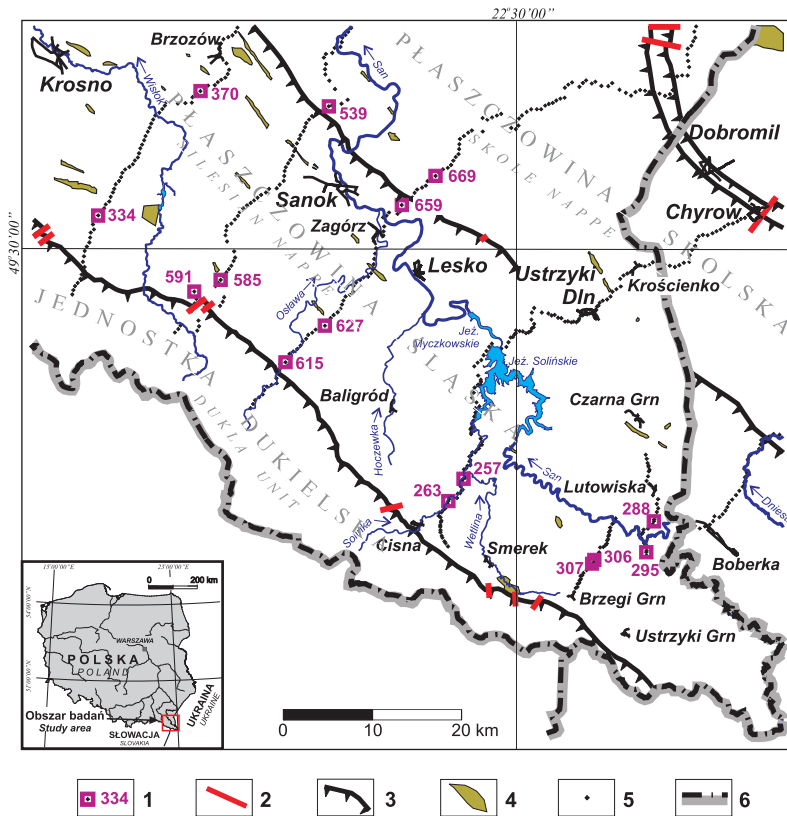 22°30'00''
Brzozów
Krosno
Wisłok
San
PŁASZCZOWINA SKOLSKA
SKOLE NAPPE
370
539
Dobromil
PŁASZCZOWINA ŚLĄSKA
SILESIAN NAPPE
669
Sanok
659
334
Chyrow
Zagórz
49°30'00''
Lesko
Ustrzyki
Dln
Krościenko
591
585
Osława
JEDNOSTKA DUKIELSKA
DUKLA UNIT
627
Jez.
Myczkowskie
Jez. Solińskie
615
Baligród
Czarna Grn
Hoczewka
257
San
Lutowiska
263
Wetlina
288
Dniestr
Solinka
Cisna
Smerek
306
307
295
Boberka
Brzegi Grn
Ustrzyki Grn
15°00'00''E
23°00'00''E
0 200 km
54°00'00''N
WARSZAWA
POLSKA
POLAND
51°00'00''N
UKRAINA
UKRAINE
Obszar badań
Study area
SŁOWACJA
SLOVAKIA
0 10 20 km
334 1
2
3
4
5
6